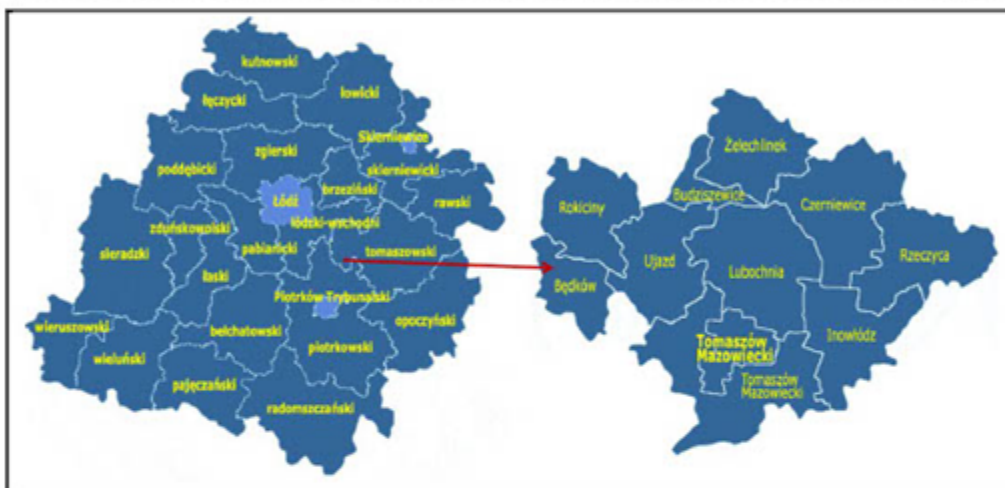 kutnowski
łęczycki
łowicki
Skierniewice
zgierski
poddębicki
skierniewicki
brzeziński
rawski
Łódź
łódzki-wschodni
zduńskowolski
pabianicki
tomaszowski
sieradzki
łaski
Piotrków Trybunalski
wieruszowski
bełchatowski
opoczyński
wieluński
piotrkowski
pajęczański
radomszczański
Żelechlinek
Budziszewice
Rokiciny
Czerniewice
Ujazd
Rzeczyca
Lubochnia
Będków
Inowłódz
Tomaszów
Mazowiecki
Tomaszów
Mazowiecki